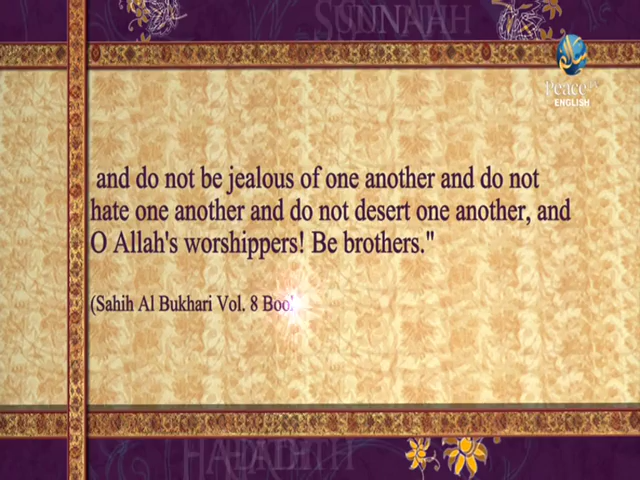 SUNNAH
Peace
ENGLISH
and do not be jealous of one another and do not
hate one another and do not desert one another, and
O Allah's worshippers! Be brothers."
(Sahih Al Bukhari Vol. 8
HADITH